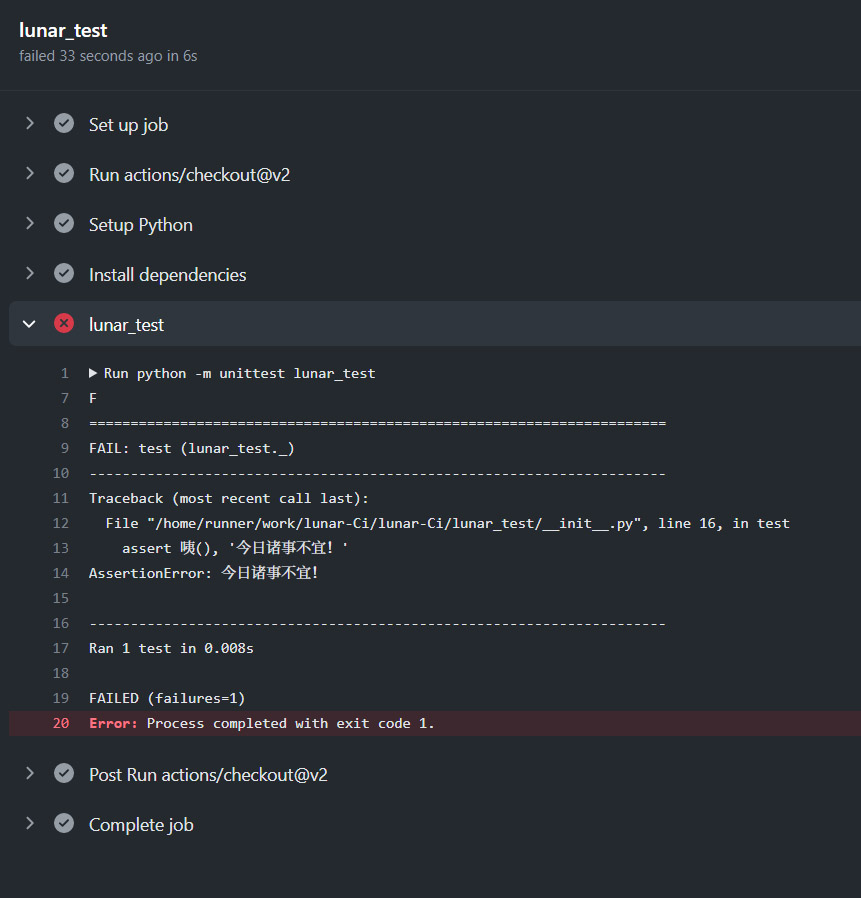 lunar_test
failed 33 seconds ago in 6s
Set up job
Run actions/checkout@v2
Setup Python
Install dependencies
lunar_test
1 Run python -m unittest lunar_test
7 F
8 ======================================================================
9 FAIL: test (lunar_test._)
10 ----------------------------------------------------------------------
11 Traceback (most recent call last):
12 File "/home/runner/work/lunar-Ci/lunar-Ci/lunar_test/__init__.py", line 16, in test
13 assert 咦(), '今日诸事不宜！'
14 AssertionError: 今日诸事不宜！
15
16 ----------------------------------------------------------------------
17 Ran 1 test in 0.008s
18
19 FAILED (failures=1)
20 Error: Process completed with exit code 1.
Post Run actions/checkout@v2
Complete job